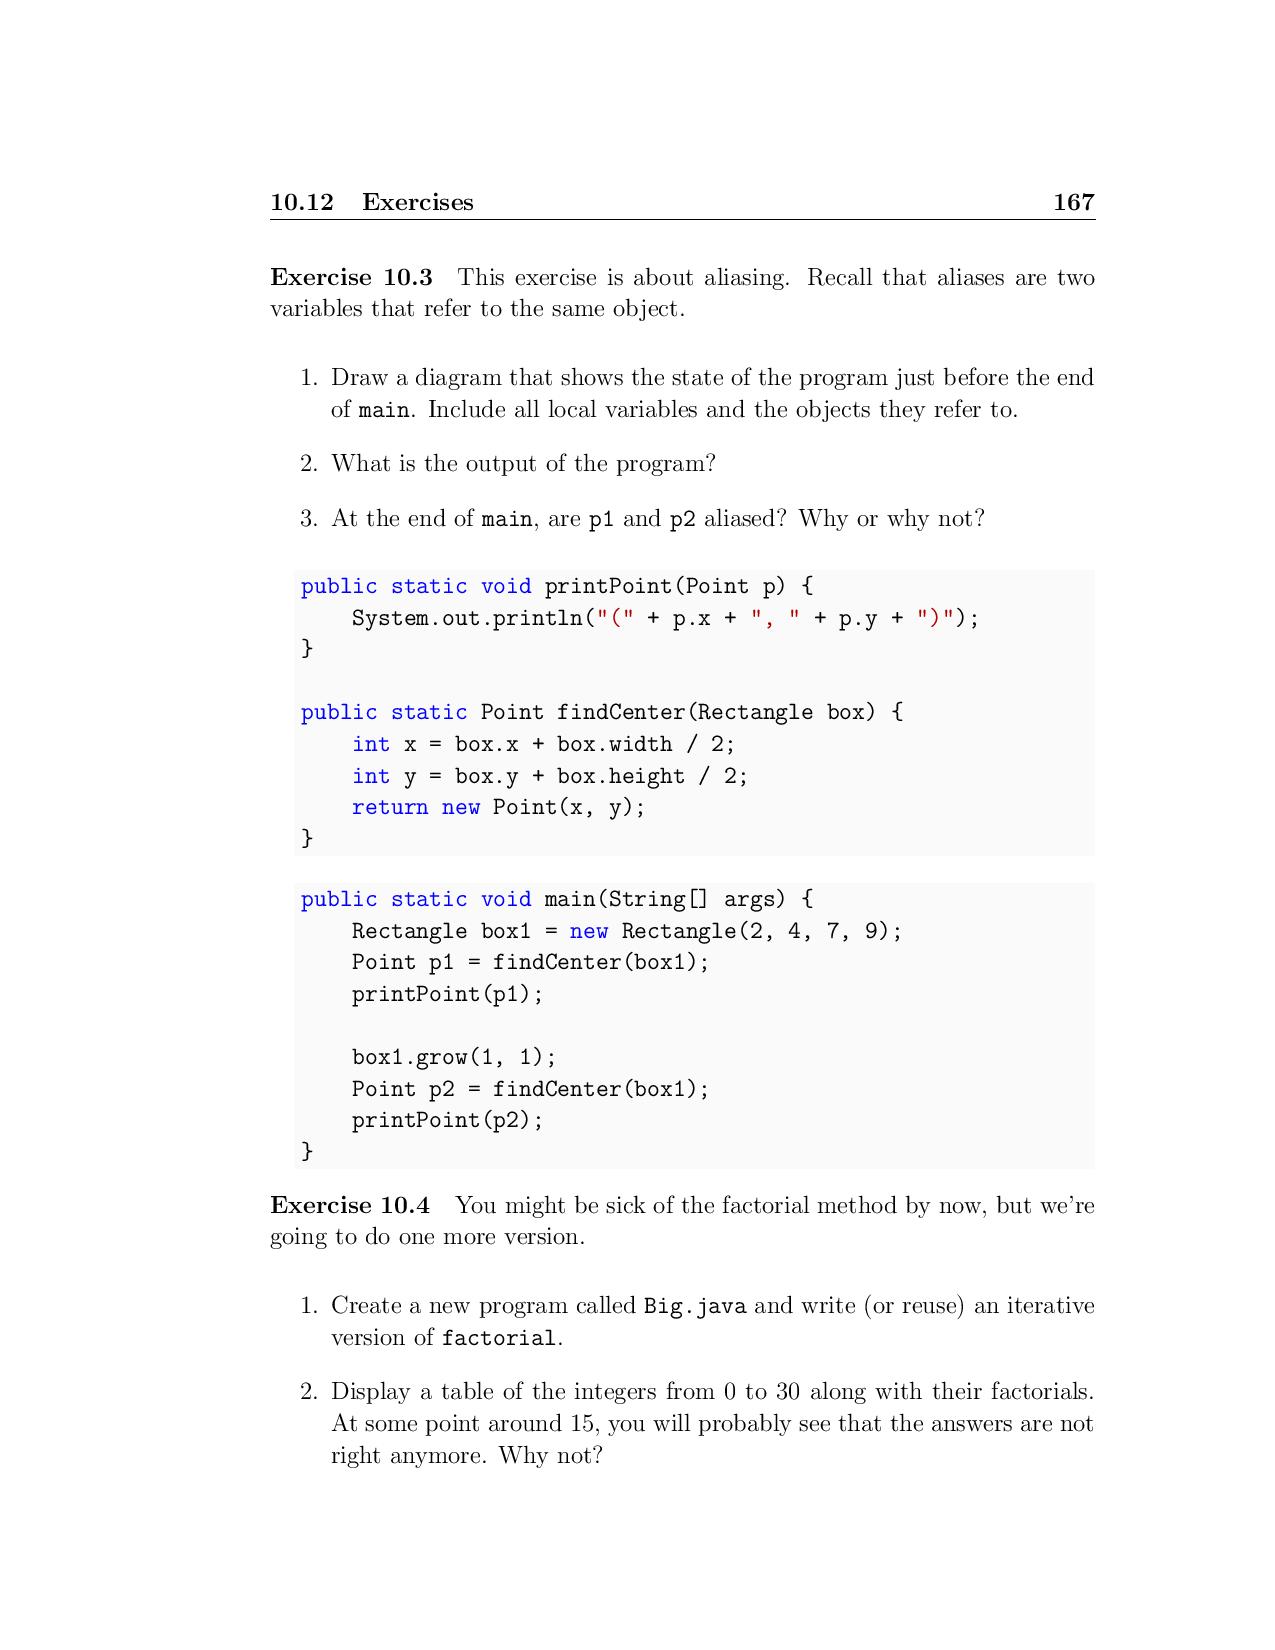 10.12 Exercises 167
Exercise 10.3 This exercise is about aliasing. Recall that aliases are two
variables that refer to the same object.
1. Draw a diagram that shows the state of the program just before the end
of main. Include all local variables and the objects they refer to.
2. What is the output of the program?
3. At the end of main, are p1 and p2 aliased? Why or why not?
public static void printPoint(Point p) {
    System.out.println("(" + p.x + ", " + p.y + ")");
}
public static Point findCenter(Rectangle box) {
    int x = box.x + box.width / 2;
    int y = box.y + box.height / 2;
    return new Point(x, y);
}
public static void main(String[] args) {
    Rectangle box1 = new Rectangle(2, 4, 7, 9);
    Point p1 = findCenter(box1);
    printPoint(p1);
    box1.grow(1, 1);
    Point p2 = findCenter(box1);
    printPoint(p2);
}
Exercise 10.4 You might be sick of the factorial method by now, but we're
going to do one more version.
1. Create a new program called Big.java and write (or reuse) an iterative
version of factorial.
2. Display a table of the integers from 0 to 30 along with their factorials.
At some point around 15, you will probably see that the answers are not
right anymore. Why not?